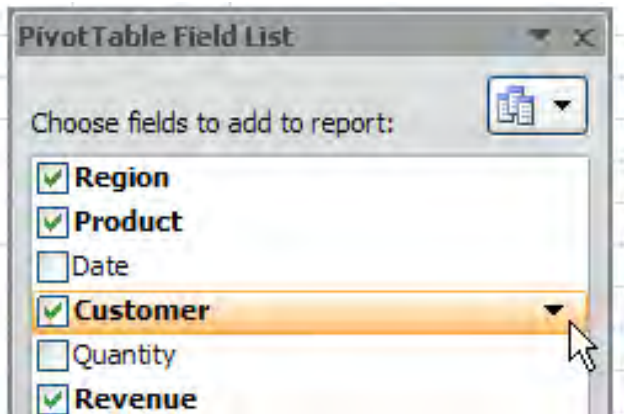 PivotTable Field List
Choose fields to add to report:
Region
Product
Date
Customer
Quantity
Revenue